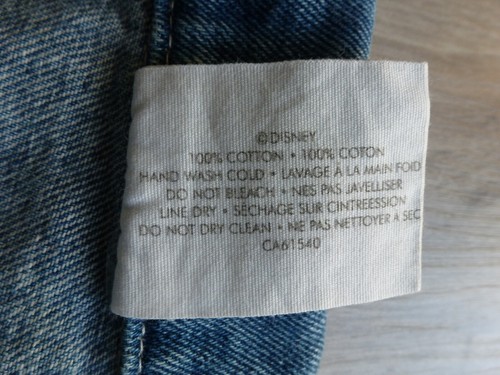 ©DISNEY
100% COTTON • 100% COTON
HAND WASH COLD • LAVAGE À LA MAIN FOID
DO NOT BLEACH • NES PAS JAVELLISER
LINE DRY • SÈCHAGE SUR CINTREESSION
DO NOT DRY CLEAN • NE PAS NETTOYER A SEC
CA61540